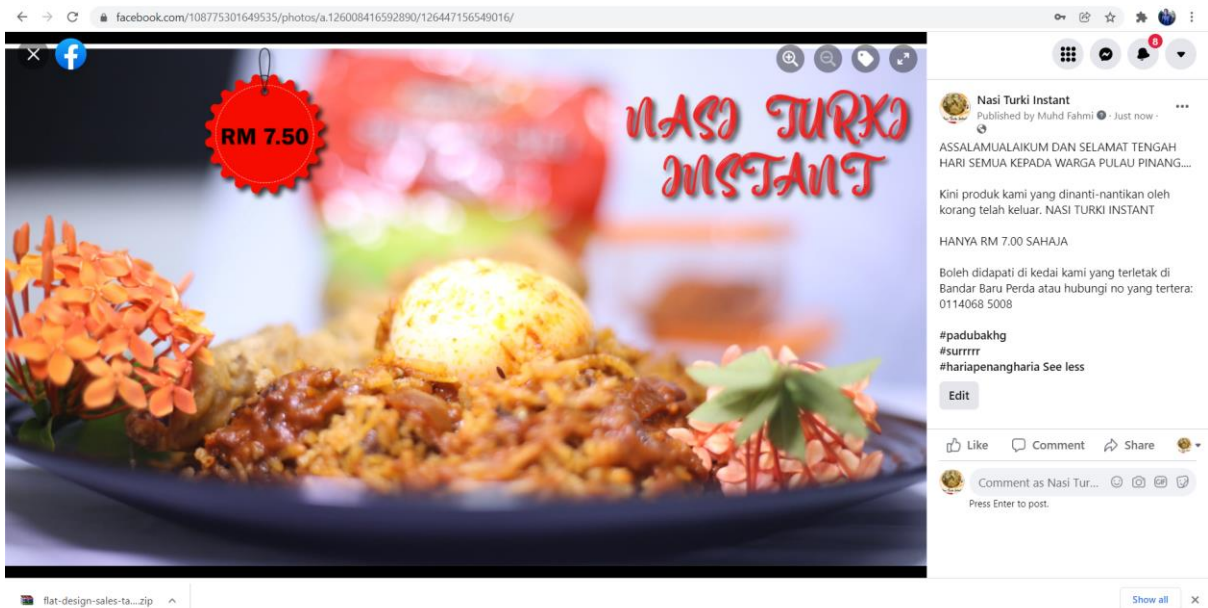 facebook.com/108775301649535/photos/a.126008416592890/126447156549016/
RM 7.50
NASI TURKI
INSTANT
8
Nasi Turki Instant
Published by Muhd Fahmi · Just now ·
ASSALAMUALAIKUM DAN SELAMAT TENGAH
HARI SEMUA KEPADA WARGA PULAU PINANG....
Kini produk kami yang dinanti-nantikan oleh
korang telah keluar. NASI TURKI INSTANT
HANYA RM 7.00 SAHAJA
Boleh didapati di kedai kami yang terletak di
Bandar Baru Perda atau hubungi no yang tertera:
0114068 5008
#padubakhg
#surrrrr
#hariapenangharia See less
Edit
Like Comment Share
Comment as Nasi Tur...
GIF
Press Enter to post.
flat-design-sales-ta....zip
Show all